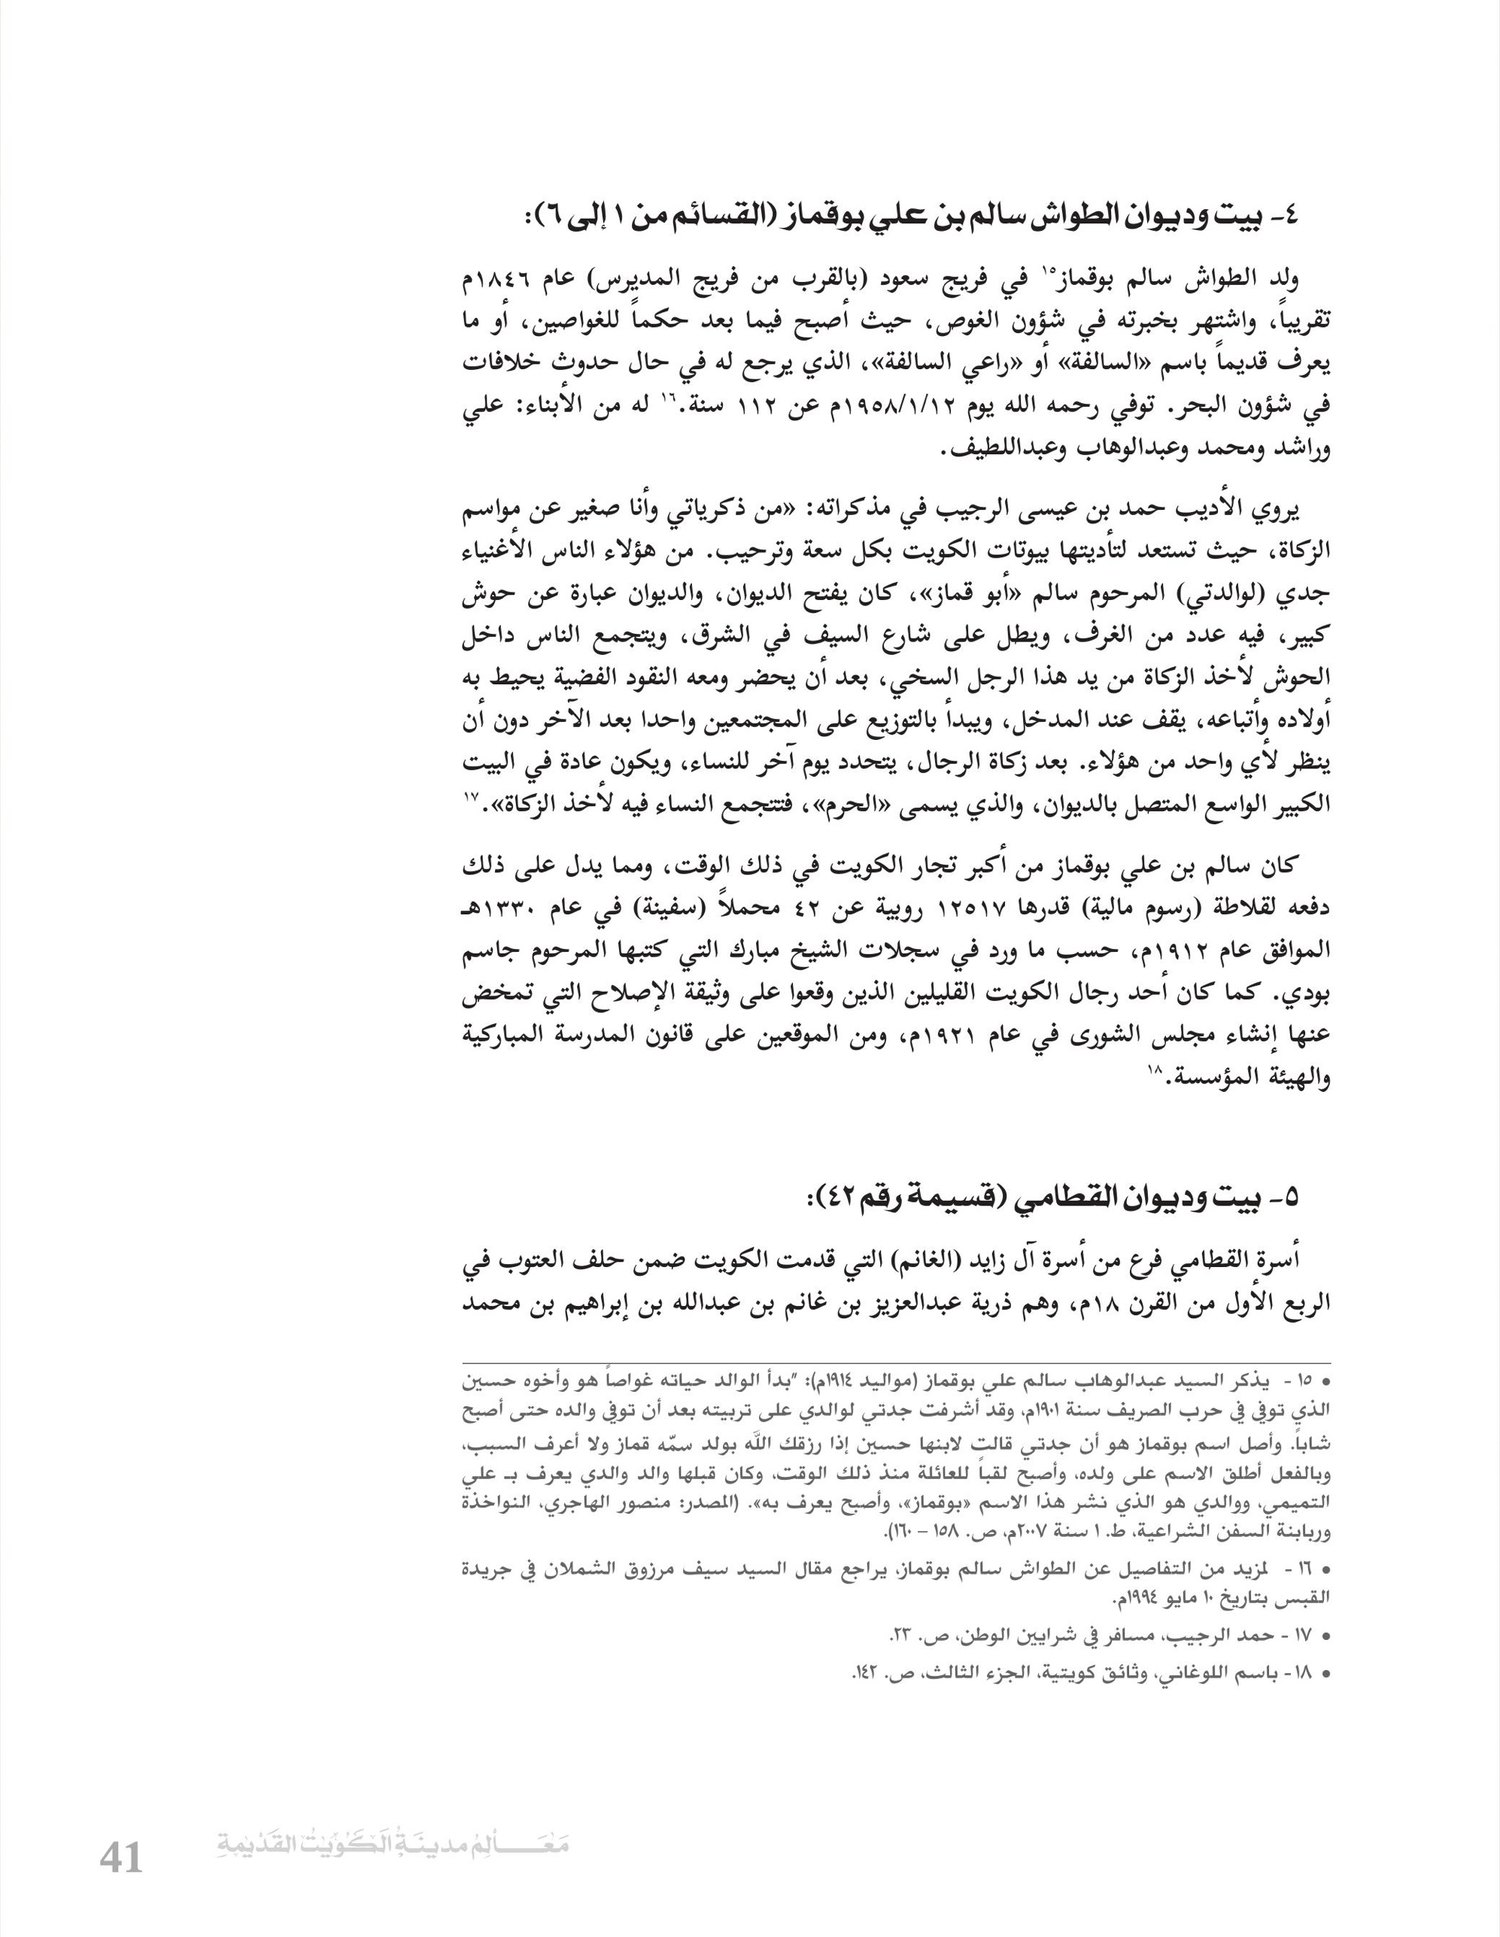 ٤- بيت وديوان الطواش سالم بن علي بوقماز (القسائم من ١ إلى ٦):
ولد الطواش سالم بوقماز١٥ في فريج سعود (بالقرب من فريج المديرس) عام ١٨٤٦م
تقريباً، واشتهر بخبرته في شؤون الغوص، حيث أصبح فيما بعد حكماً للغواصين، أو ما
يعرف قديماً باسم «السالفة» أو «راعي السالفة»، الذي يرجع له في حال حدوث خلافات
في شؤون البحر. توفي رحمه الله يوم ١٩٥٨/١/١٢م عن ١١٢ سنة.١٦ له من الأبناء: علي
وراشد ومحمد وعبدالوهاب وعبداللطيف.
يروي الأديب حمد بن عيسى الرجيب في مذكراته: «من ذكرياتي وأنا صغير عن مواسم
الزكاة، حيث تستعد لتأديتها بيوتات الكويت بكل سعة وترحيب. من هؤلاء الناس الأغنياء
جدي (لوالدتي) المرحوم سالم «أبو قماز»، كان يفتح الديوان، والديوان عبارة عن حوش
كبير، فيه عدد من الغرف، ويطل على شارع السيف في الشرق، ويتجمع الناس داخل
الحوش لأخذ الزكاة من يد هذا الرجل السخي، بعد أن يحضر ومعه النقود الفضية يحيط به
أولاده وأتباعه، يقف عند المدخل، ويبدأ بالتوزيع على المجتمعين واحدا بعد الآخر دون أن
ينظر لأي واحد من هؤلاء. بعد زكاة الرجال، يتحدد يوم آخر للنساء، ويكون عادة في البيت
الكبير الواسع المتصل بالديوان، والذي يسمى «الحرم»، فتتجمع النساء فيه لأخذ الزكاة».١٧
كان سالم بن علي بوقماز من أكبر تجار الكويت في ذلك الوقت، ومما يدل على ذلك
دفعه لقلاطة (رسوم مالية) قدرها ١٢٥١٧ روبية عن ٤٢ محملاً (سفينة) في عام ١٣٣٠هـ
الموافق عام ١٩١٢م، حسب ما ورد في سجلات الشيخ مبارك التي كتبها المرحوم جاسم
بودي. كما كان أحد رجال الكويت القليلين الذين وقعوا على وثيقة الإصلاح التي تمخض
عنها إنشاء مجلس الشورى في عام ١٩٢١م، ومن الموقعين على قانون المدرسة المباركية
والهيئة المؤسسة.١٨
٥- بيت وديوان القطامي (قسيمة رقم ٤٢):
أسرة القطامي فرع من أسرة آل زايد (الغانم) التي قدمت الكويت ضمن حلف العتوب في
الربع الأول من القرن ١٨م، وهم ذرية عبدالعزيز بن غانم بن عبدالله بن إبراهيم بن محمد
• ١٥ - يذكر السيد عبدالوهاب سالم علي بوقماز (مواليد ١٩١٤م): "بدأ الوالد حياته غواصاً هو وأخوه حسين
الذي توفي في حرب الصريف سنة ١٩٠١م، وقد أشرفت جدتي لوالدي على تربيته بعد أن توفي والده حتى أصبح
شاباً. وأصل اسم بوقماز هو أن جدتي قالت لابنها حسين إذا رزقك الله بولد سمّه قماز ولا أعرف السبب،
وبالفعل أطلق الاسم على ولده، وأصبح لقباً للعائلة منذ ذلك الوقت، وكان قبلها والد والدي يعرف بـ علي
التميمي، ووالدي هو الذي نشر هذا الاسم «بوقماز»، وأصبح يعرف به». (المصدر: منصور الهاجري، النواخذة
وربابنة السفن الشراعية، ط. ١ سنة ٢٠٠٧م، ص. ١٥٨ – ١٦٠).
• ١٦ - لمزيد من التفاصيل عن الطواش سالم بوقماز، يراجع مقال السيد سيف مرزوق الشملان في جريدة
القبس بتاريخ ١٠ مايو ١٩٩٤م.
• ١٧ - حمد الرجيب، مسافر في شرايين الوطن، ص. ٢٣.
• ١٨ - باسم اللوغاني، وثائق كويتية، الجزء الثالث، ص. ١٤٢.
مَعَـالِمُ مدينَةُ الكُوَيْتُ القَدْيمةِ
41